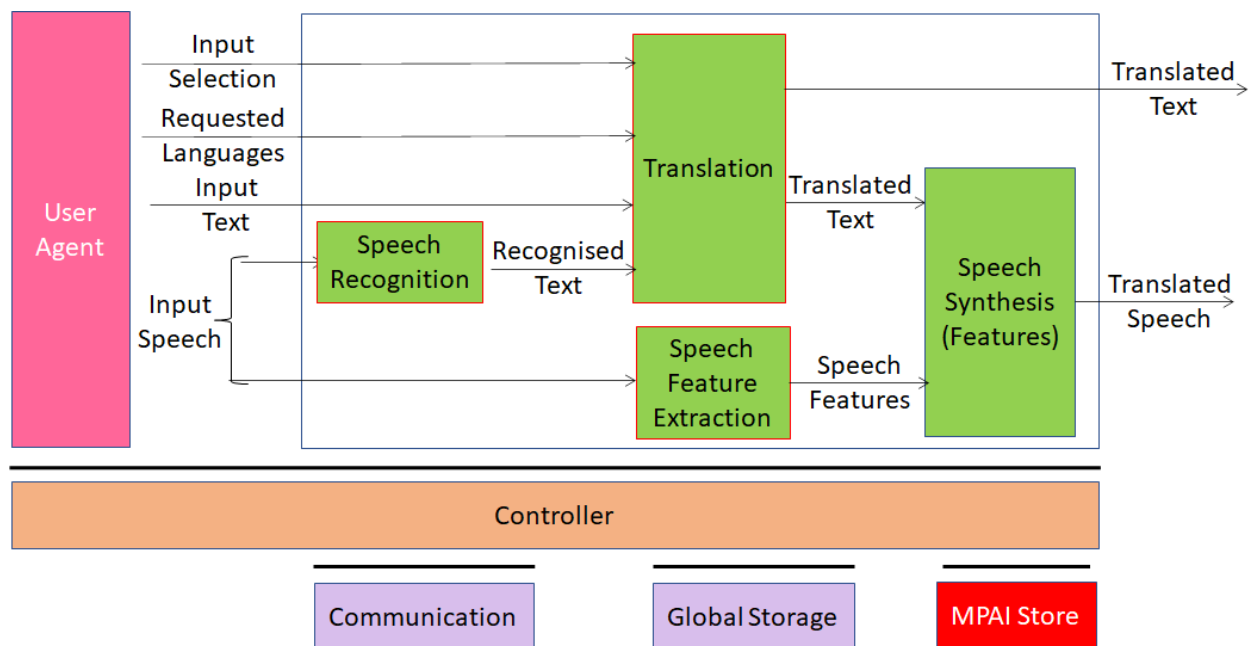 Input
Selection
Requested
Languages
Input
Text
User
Agent
Input
Speech
Speech
Recognition
Recognised
Text
Translation
Translated
Text
Translated
Text
Speech
Feature
Extraction
Speech
Features
Speech
Synthesis
(Features)
Translated
Speech
Controller
Communication
Global Storage
MPAI Store